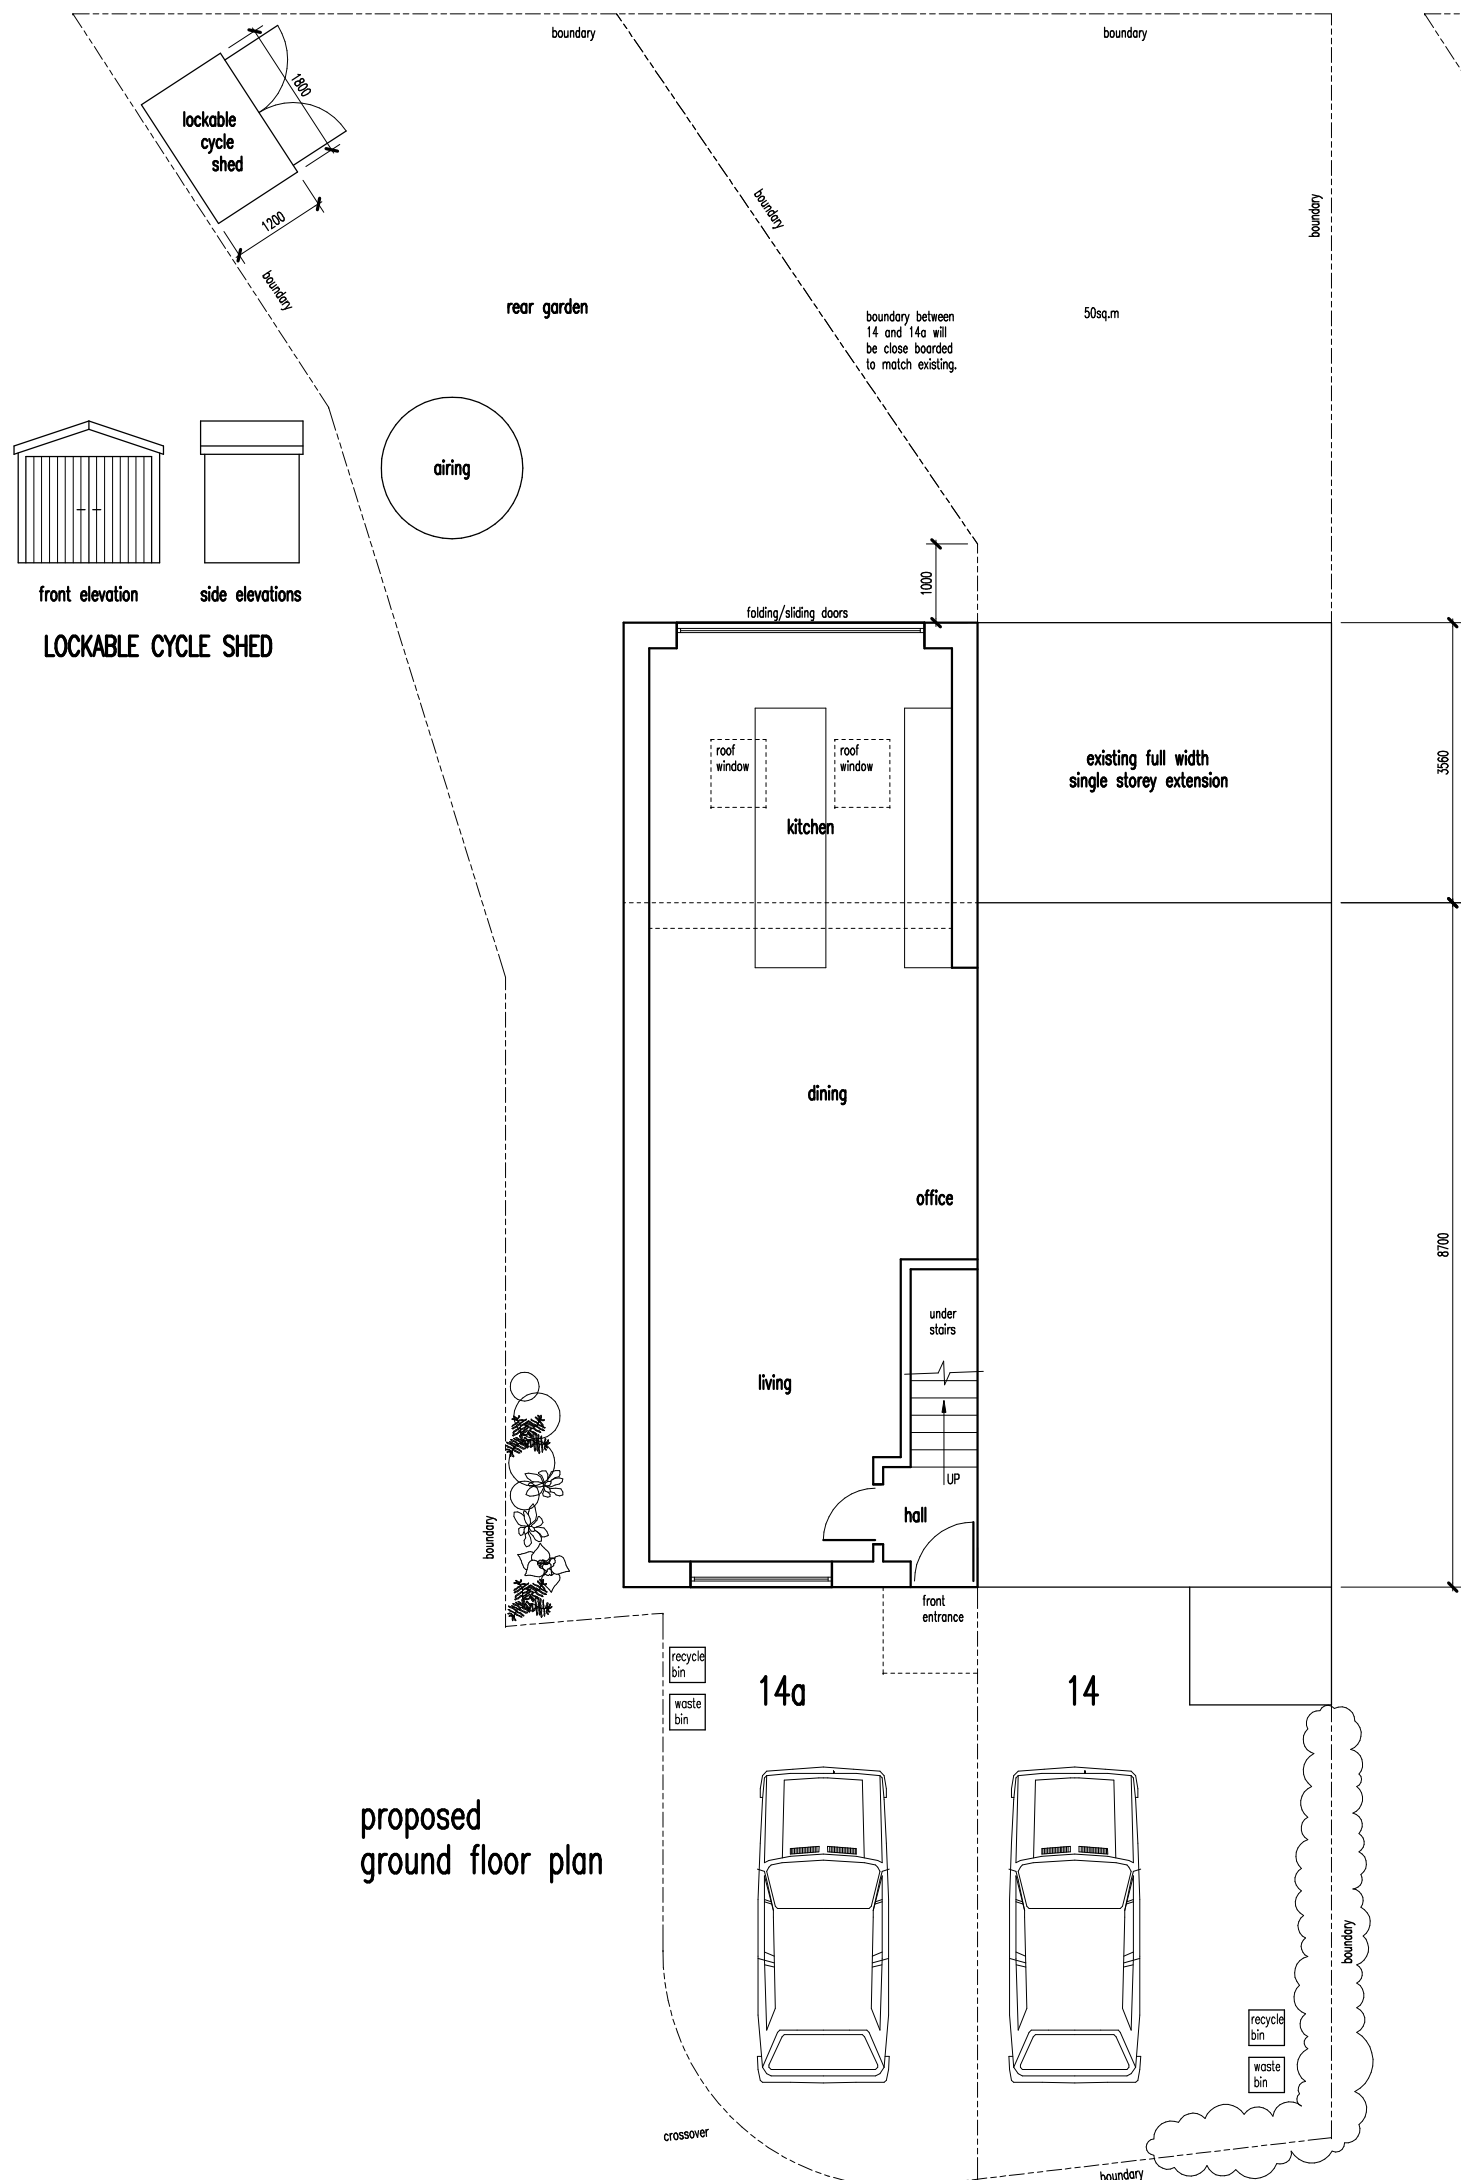 boundary
boundary
1800
lockable
cycle
shed
1200
boundary
boundary
boundary
rear garden
boundary between
14 and 14a will
be close boarded
to match existing.
50sq.m
airing
front elevation
side elevations
LOCKABLE CYCLE SHED
1000
folding/sliding doors
roof
window
roof
window
kitchen
existing full width
single storey extension
3560
dining
office
8700
under
stairs
living
UP
hall
boundary
front
entrance
recycle
bin
waste
bin
14a
14
proposed
ground floor plan
boundary
recycle
bin
waste
bin
crossover
boundary